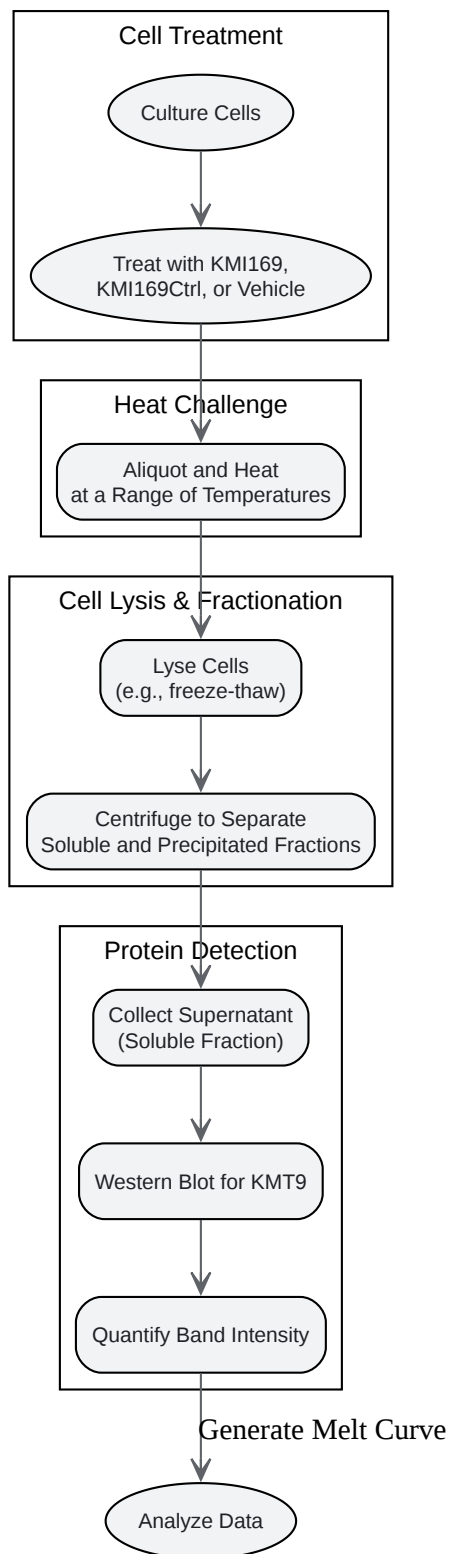 Cell Treatment
Culture Cells
Treat with KMI169,
KMI169Ctrl, or Vehicle
Heat Challenge
Aliquot and Heat
at a Range of Temperatures
Cell Lysis & Fractionation
Lyse Cells
(e.g., freeze-thaw)
Centrifuge to Separate
Soluble and Precipitated Fractions
Protein Detection
Collect Supernatant
(Soluble Fraction)
Western Blot for KMT9
Quantify Band Intensity
Generate Melt Curve
Analyze Data